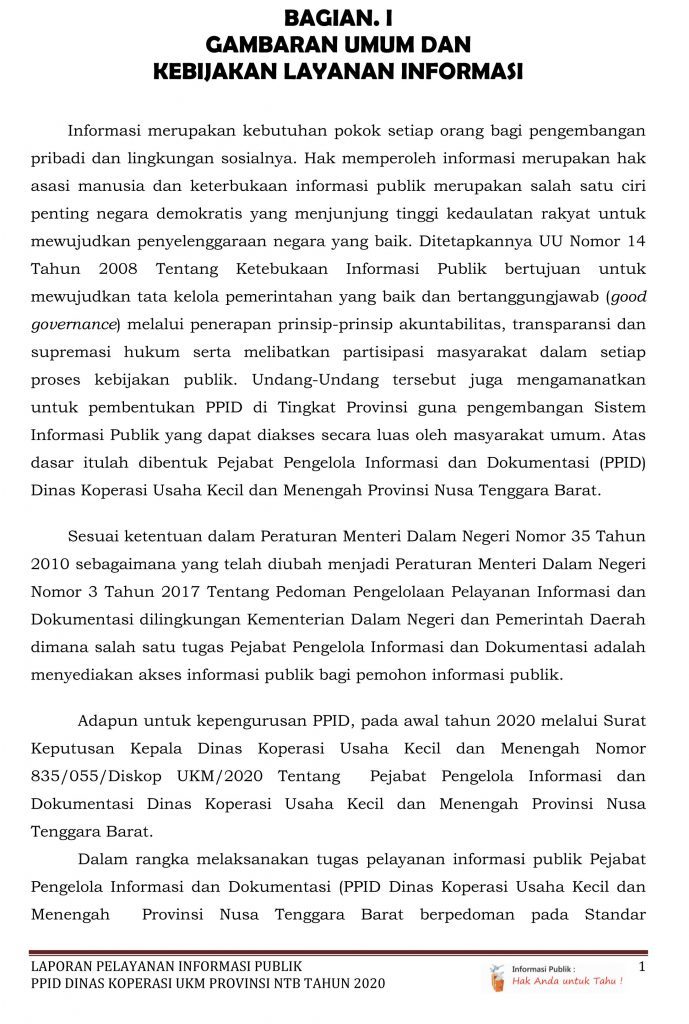 BAGIAN. I
GAMBARAN UMUM DAN
KEBIJAKAN LAYANAN INFORMASI
Informasi merupakan kebutuhan pokok setiap orang bagi pengembangan
pribadi dan lingkungan sosialnya. Hak memperoleh informasi merupakan hak
asasi manusia dan keterbukaan informasi publik merupakan salah satu ciri
penting negara demokratis yang menjunjung tinggi kedaulatan rakyat untuk
mewujudkan penyelenggaraan negara yang baik. Ditetapkannya UU Nomor 14
Tahun 2008 Tentang Ketebukaan Informasi Publik bertujuan untuk
mewujudkan tata kelola pemerintahan yang baik dan bertanggungjawab (good
governance) melalui penerapan prinsip-prinsip akuntabilitas, transparansi dan
supremasi hukum serta melibatkan partisipasi masyarakat dalam setiap
proses kebijakan publik. Undang-Undang tersebut juga mengamanatkan
untuk pembentukan PPID di Tingkat Provinsi guna pengembangan Sistem
Informasi Publik yang dapat diakses secara luas oleh masyarakat umum. Atas
dasar itulah dibentuk Pejabat Pengelola Informasi dan Dokumentasi (PPID)
Dinas Koperasi Usaha Kecil dan Menengah Provinsi Nusa Tenggara Barat.
Sesuai ketentuan dalam Peraturan Menteri Dalam Negeri Nomor 35 Tahun
2010 sebagaimana yang telah diubah menjadi Peraturan Menteri Dalam Negeri
Nomor 3 Tahun 2017 Tentang Pedoman Pengelolaan Pelayanan Informasi dan
Dokumentasi dilingkungan Kementerian Dalam Negeri dan Pemerintah Daerah
dimana salah satu tugas Pejabat Pengelola Informasi dan Dokumentasi adalah
menyediakan akses informasi publik bagi pemohon informasi publik.
Adapun untuk kepengurusan PPID, pada awal tahun 2020 melalui Surat
Keputusan Kepala Dinas Koperasi Usaha Kecil dan Menengah Nomor
835/055/Diskop UKM/2020 Tentang Pejabat Pengelola Informasi dan
Dokumentasi Dinas Koperasi Usaha Kecil dan Menengah Provinsi Nusa
Tenggara Barat.
Dalam rangka melaksanakan tugas pelayanan informasi publik Pejabat
Pengelola Informasi dan Dokumentasi (PPID Dinas Koperasi Usaha Kecil dan
Menengah Provinsi Nusa Tenggara Barat berpedoman pada Standar
LAPORAN PELAYANAN INFORMASI PUBLIK
PPID DINAS KOPERASI UKM PROVINSI NTB TAHUN 2020
Informasi Publik :
Hak Anda untuk Tahu !
1